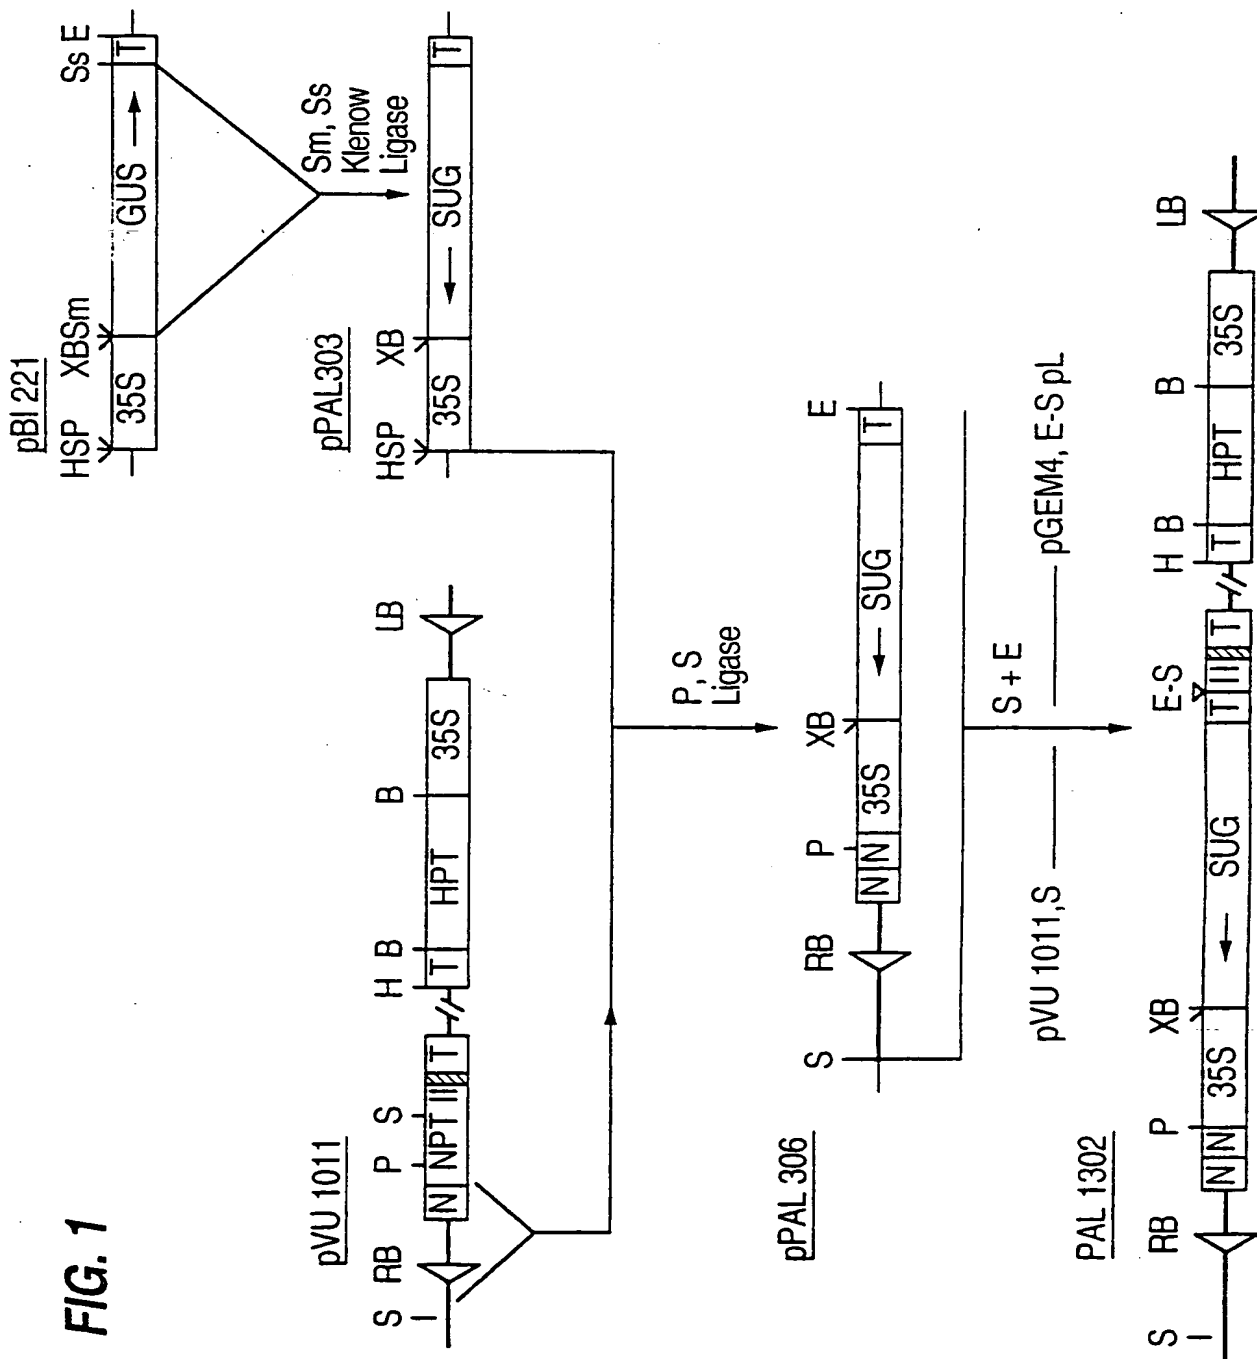 FIG. 1
pBI 221
HSP XBSm Ss E
35S GUS T
Sm, Ss
Klenow
Ligase
pVU 1011
S RB P S H B B LB
N NPT II T T HPT 35S
pPAL303
HSP XB
35S SUG T
P, S
Ligase
pPAL 306
S RB P XB E
N N 35S SUG T
S + E
pVU 1011,S pGEM4, E-S pL
PAL 1302
S RB P XB E-S H B B LB
N N 35S SUG T II T T HPT 35S